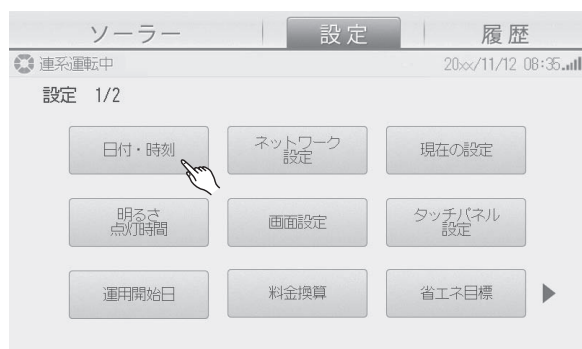 ソーラー 設定 履歴
連系運転中 20xx/11/12 08:35
設定 1/2
日付・時刻 ネットワーク 現在の設定
設定
明るさ 画面設定 タッチパネル
点灯時間 設定
運用開始日 料金換算 省エネ目標